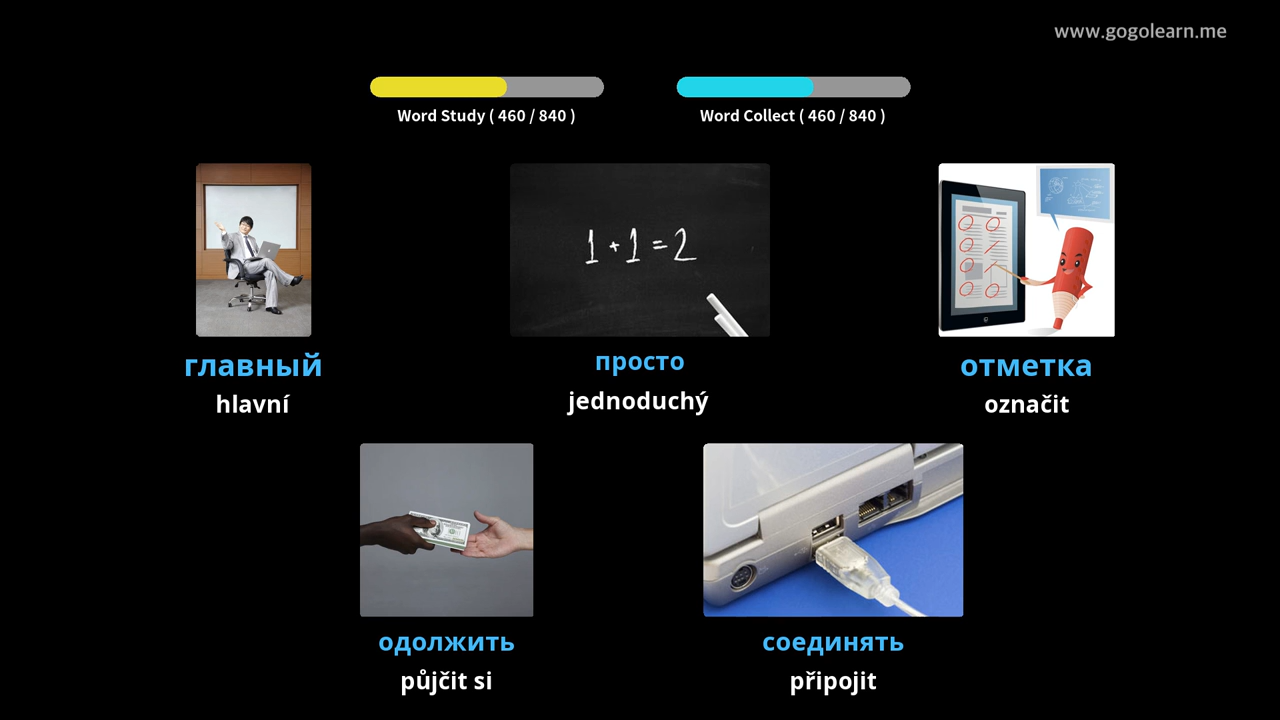 www.gogolearn.me
Word Study ( 460 / 840 )
Word Collect ( 460 / 840 )
1 + 1 = 2
главный
hlavní
просто
jednoduchý
отметка
označit
одолжить
půjčit si
соединять
připojit